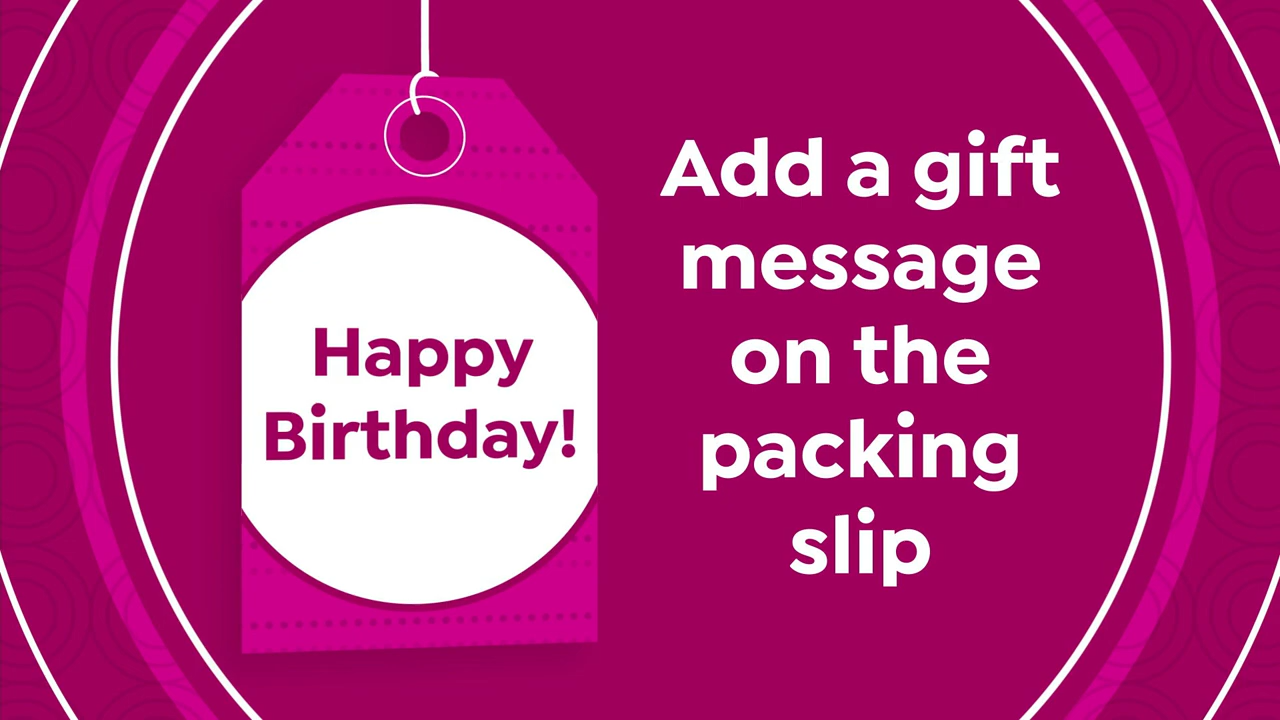 Happy
Birthday!
Add a gift
message
on the
packing
slip